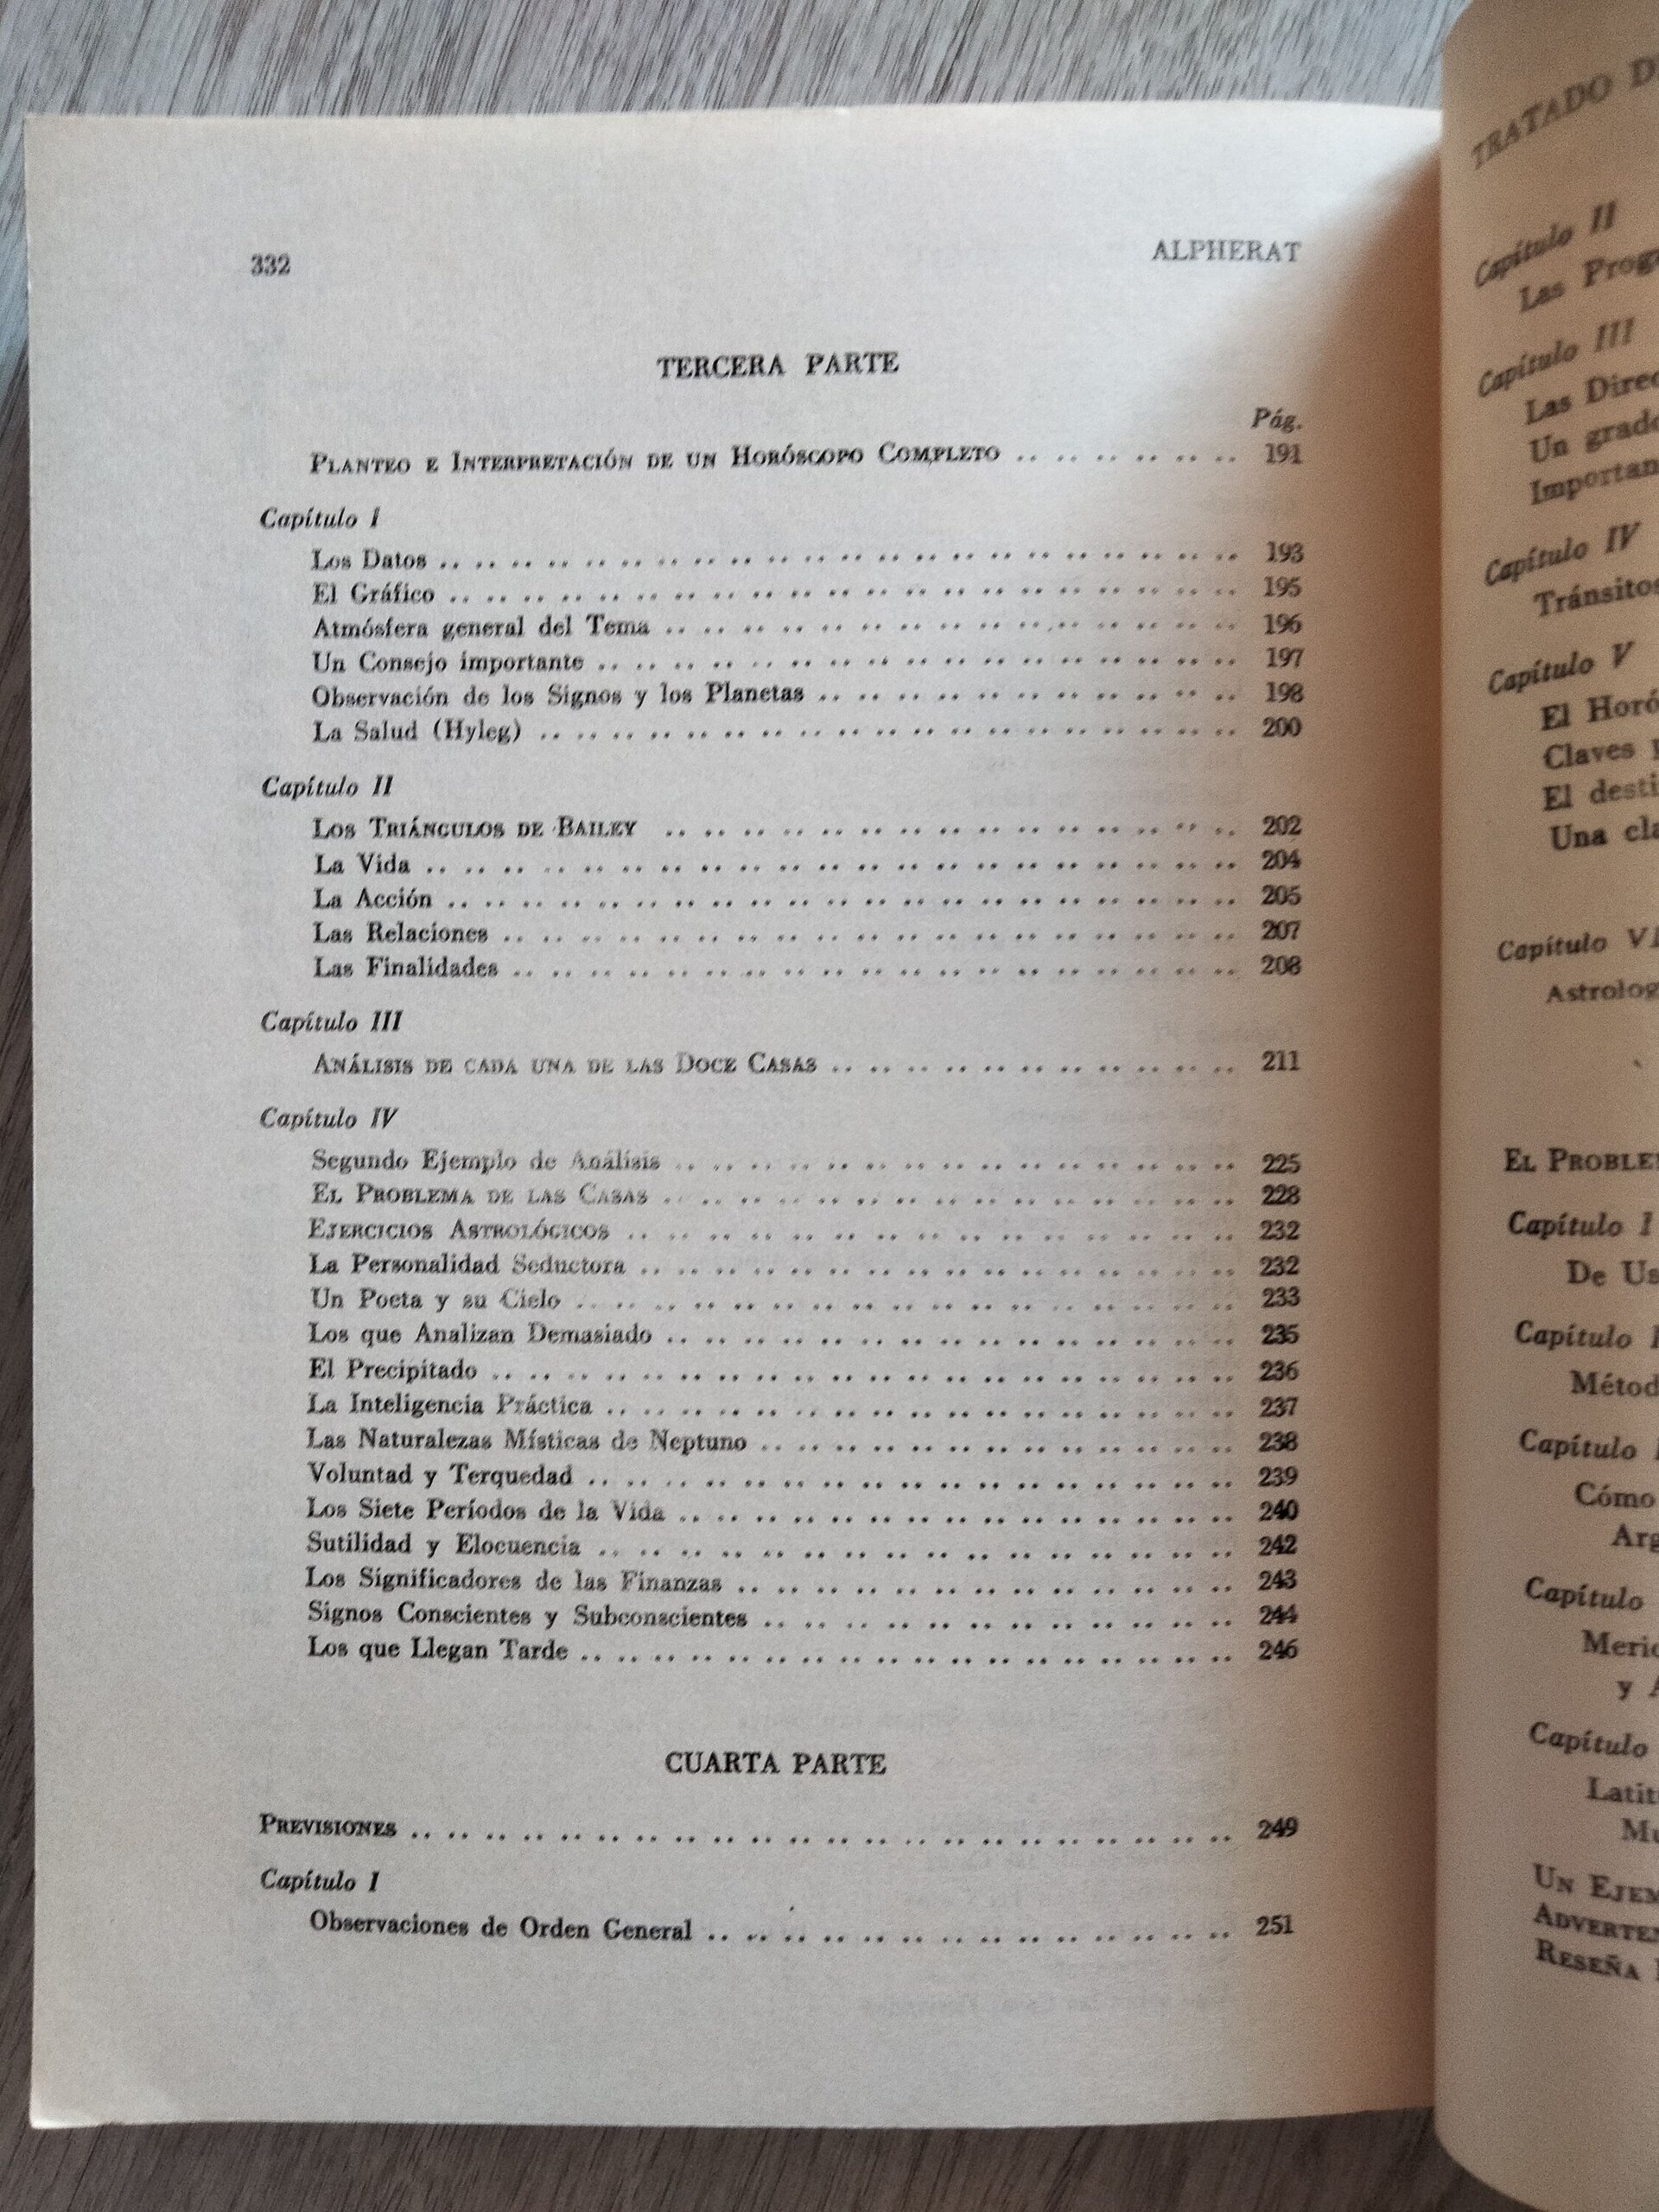 332 ALPHERAT
TERCERA PARTE
Pág.
PLANTEO E INTERPRETACIÓN DE UN HORÓSCOPO COMPLETO .. .. .. .. .. .. 191
Capítulo I
Los Datos .. .. .. .. .. .. .. .. .. .. .. .. .. .. .. .. .. .. .. .. .. .. 193
El Gráfico .. .. .. .. .. .. .. .. .. .. .. .. .. .. .. .. .. .. .. .. .. 195
Atmósfera general del Tema .. .. .. .. .. .. .. .. .. .. .. .. .. .. .. 196
Un Consejo importante .. .. .. .. .. .. .. .. .. .. .. .. .. .. .. .. .. 197
Observación de los Signos y los Planetas .. .. .. .. .. .. .. .. .. .. .. 198
La Salud (Hyleg) .. .. .. .. .. .. .. .. .. .. .. .. .. .. .. .. .. .. .. 200
Capítulo II
LOS TRIÁNGULOS DE BAILEY .. .. .. .. .. .. .. .. .. .. .. .. .. .. .. 202
La Vida .. .. .. .. .. .. .. .. .. .. .. .. .. .. .. .. .. .. .. .. .. 204
La Acción .. .. .. .. .. .. .. .. .. .. .. .. .. .. .. .. .. .. .. .. .. 205
Las Relaciones .. .. .. .. .. .. .. .. .. .. .. .. .. .. .. .. .. .. .. 207
Las Finalidades .. .. .. .. .. .. .. .. .. .. .. .. .. .. .. .. .. .. .. 208
Capítulo III
ANÁLISIS DE CADA UNA DE LAS DOCE CASAS .. .. .. .. .. .. .. .. .. .. .. 211
Capítulo IV
Segundo Ejemplo de Análisis .. .. .. .. .. .. .. .. .. .. .. .. .. .. .. 225
EL PROBLEMA DE LAS CASAS .. .. .. .. .. .. .. .. .. .. .. .. .. .. .. 228
EJERCICIOS ASTROLÓGICOS .. .. .. .. .. .. .. .. .. .. .. .. .. .. .. .. 232
La Personalidad Seductora .. .. .. .. .. .. .. .. .. .. .. .. .. .. .. .. 232
Un Poeta y su Cielo .. .. .. .. .. .. .. .. .. .. .. .. .. .. .. .. .. 233
Los que Analizan Demasiado .. .. .. .. .. .. .. .. .. .. .. .. .. .. .. 235
El Precipitado .. .. .. .. .. .. .. .. .. .. .. .. .. .. .. .. .. .. .. 236
La Inteligencia Práctica .. .. .. .. .. .. .. .. .. .. .. .. .. .. .. .. 237
Las Naturalezas Místicas de Neptuno .. .. .. .. .. .. .. .. .. .. .. .. 238
Voluntad y Terquedad .. .. .. .. .. .. .. .. .. .. .. .. .. .. .. .. .. 239
Los Siete Períodos de la Vida .. .. .. .. .. .. .. .. .. .. .. .. .. .. .. 240
Sutilidad y Elocuencia .. .. .. .. .. .. .. .. .. .. .. .. .. .. .. .. 242
Los Significadores de las Finanzas .. .. .. .. .. .. .. .. .. .. .. .. .. 243
Signos Conscientes y Subconscientes .. .. .. .. .. .. .. .. .. .. .. .. 244
Los que Llegan Tarde .. .. .. .. .. .. .. .. .. .. .. .. .. .. .. .. .. 246
CUARTA PARTE
PREVISIONES .. .. .. .. .. .. .. .. .. .. .. .. .. .. .. .. .. .. .. .. .. .. 249
Capítulo I
Observaciones de Orden General .. .. .. .. .. .. .. .. .. .. .. .. .. .. 251
TRATADO
Capítulo II
Las
Capítulo III
Las
Un
Capítulo IV
Capítulo V
El
Claves
El
Una
Capítulo
EL
Capítulo I
De
Capítulo
Capítulo
Cómo
Capítulo
y
Capítulo
UN
RESEÑA